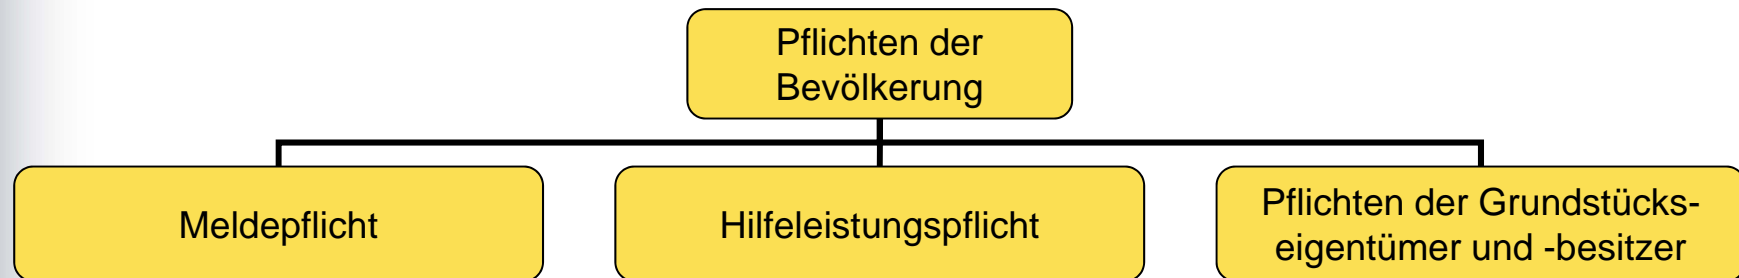 Pflichten der
Bevölkerung
Meldepflicht
Hilfeleistungspflicht
Pflichten der Grundstücks-
eigentümer und -besitzer